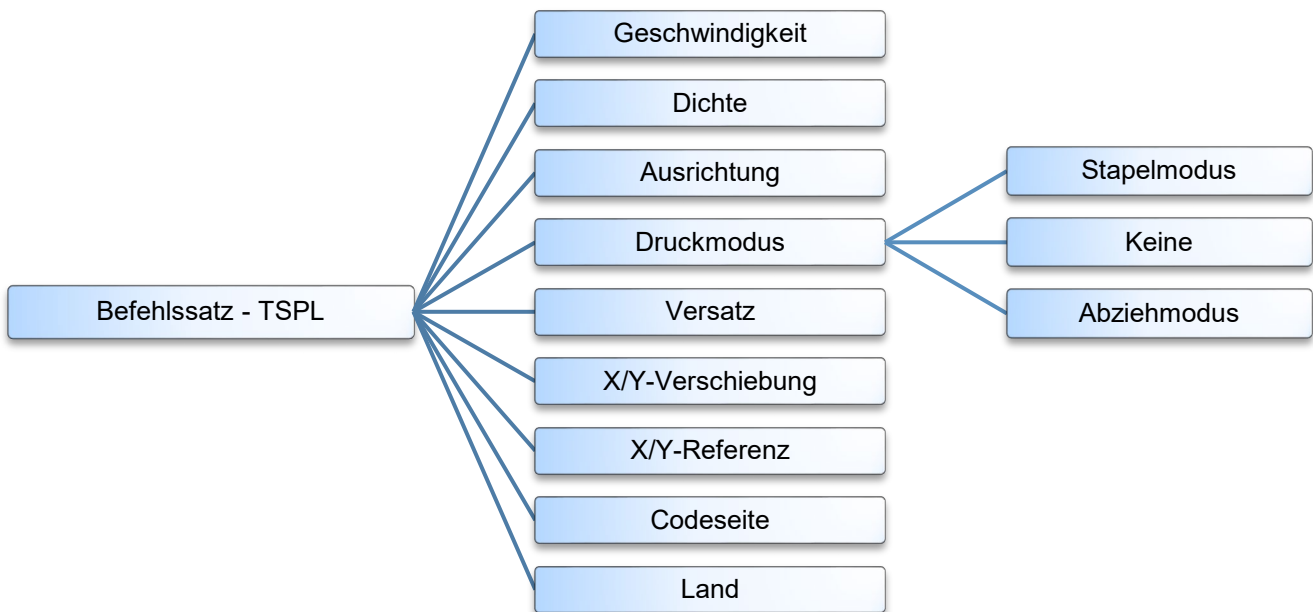 Befehlssatz - TSPL
Geschwindigkeit
Dichte
Ausrichtung
Druckmodus
Versatz
X/Y-Verschiebung
X/Y-Referenz
Codeseite
Land
Stapelmodus
Keine
Abziehmodus